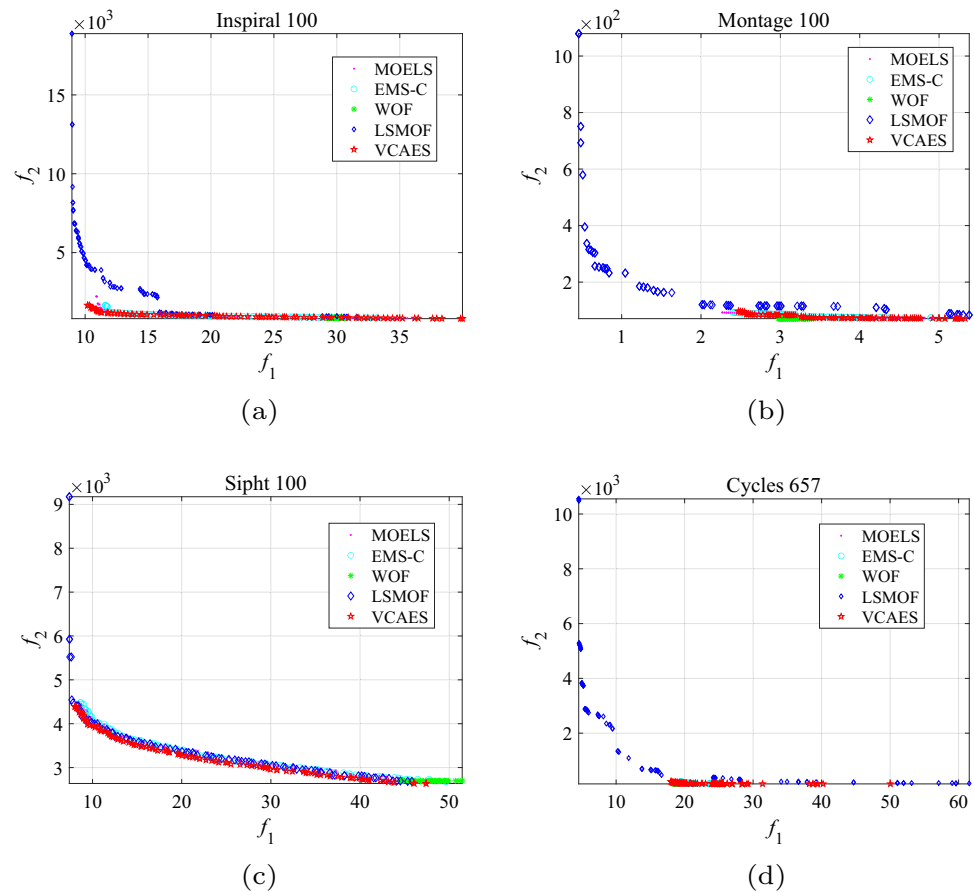 Inspiral 100
×10³
MOELS
EMS-C
WOF
LSMOF
VCAES
15
10
5
f₂
10 15 20 25 30 35
f₁
(a)
Montage 100
×10²
MOELS
EMS-C
WOF
LSMOF
VCAES
10
8
6
4
2
f₂
1 2 3 4 5
f₁
(b)
Sipht 100
×10³
MOELS
EMS-C
WOF
LSMOF
VCAES
9
8
7
6
5
4
3
f₂
10 20 30 40 50
f₁
(c)
Cycles 657
×10³
MOELS
EMS-C
WOF
LSMOF
VCAES
10
8
6
4
2
f₂
10 20 30 40 50 60
f₁
(d)